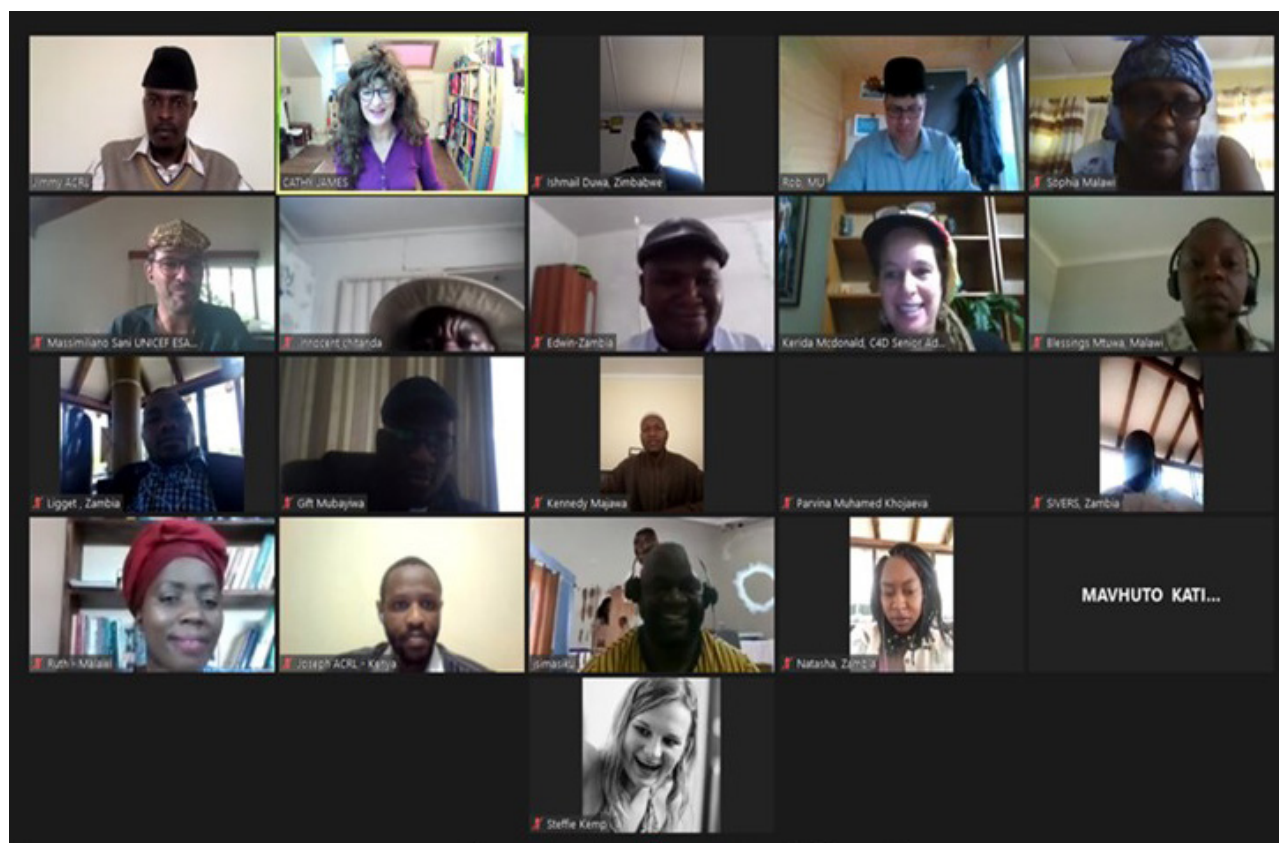 Jimmy ACRL
CATHY JAMES
Ishmail Duwa, Zimbabwe
Rob, MU
Sophia Malawi
Massimiliano Sani UNICEF ESA...
innocent chitanda
Edwin-Zambia
Kerida Mcdonald, C4D Senior Ad...
Blessings Mtuwa, Malawi
Ligget , Zambia
Gift Mubayiwa
Kennedy Majawa
Parvina Muhamed Khojaeva
SIVERS, Zambia
Ruth - Malawi
Joseph ACRL - Kenya
isimasiku
Natasha, Zambia
MAVHUTO KATI...
Steffie Kemp